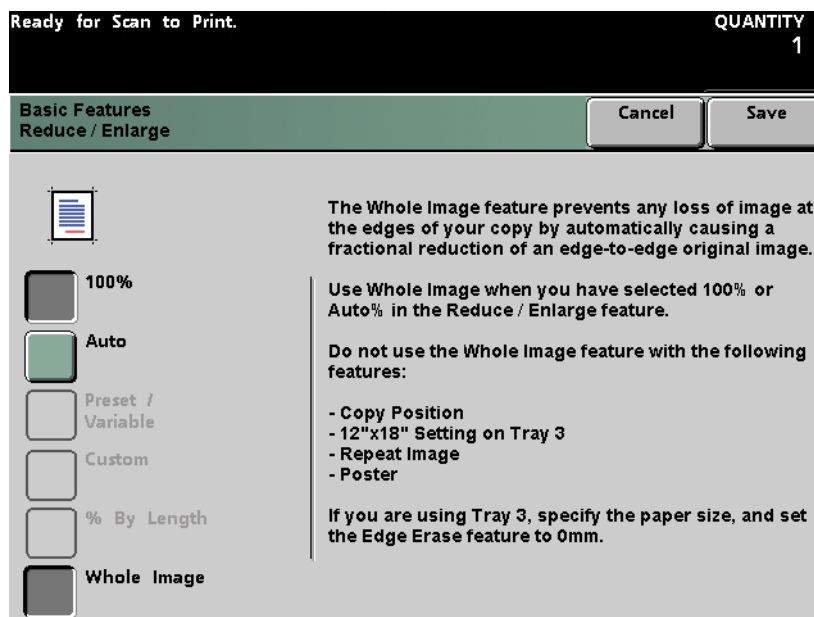 Ready for Scan to Print.
QUANTITY
1
Basic Features
Reduce / Enlarge
Cancel
Save
100%
Auto
Preset /
Variable
Custom
% By Length
Whole Image
The Whole Image feature prevents any loss of image at
the edges of your copy by automatically causing a
fractional reduction of an edge-to-edge original image.
Use Whole Image when you have selected 100% or
Auto% in the Reduce / Enlarge feature.
Do not use the Whole Image feature with the following
features:
- Copy Position
- 12"x18" Setting on Tray 3
- Repeat Image
- Poster
If you are using Tray 3, specify the paper size, and set
the Edge Erase feature to 0mm.